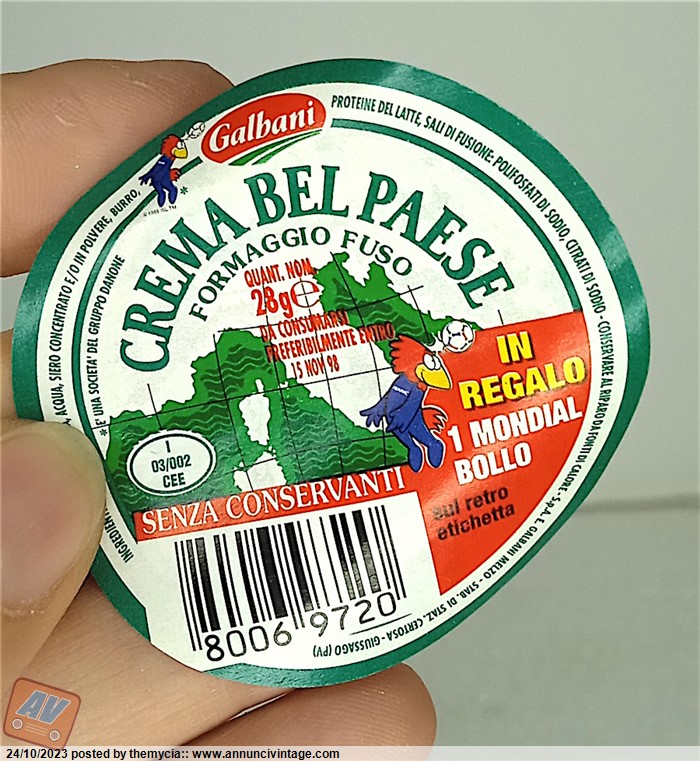 Galbani
CREMA BEL PAESE
FORMAGGIO FUSO
QUANT. NOM.
28g e
DA CONSUMARSI
PREFERIBILMENTE ENTRO
15 NOV 98
IN
REGALO
1 MONDIAL
BOLLO
sul retro
etichetta
I
03/002
CEE
SENZA CONSERVANTI
8006 9720
ACQUA, SIERO CONCENTRATO E/O IN POLVERE, BURRO,
PROTEINE DEL LATTE, SALI DI FUSIONE: POLIFOSFATI DI SODIO, CITRATI DI SODIO - CONSERVARE AL RIPARO DA FONTI DI CALORE - S.p.A. E. GALBANI MELZO - STAB. DI STAZ. CERTOSA - GIUSSAGO (PV)
* E' UNA SOCIETA' DEL GRUPPO DANONE
*
AV
24/10/2023 posted by themycia:: www.annuncivintage.com